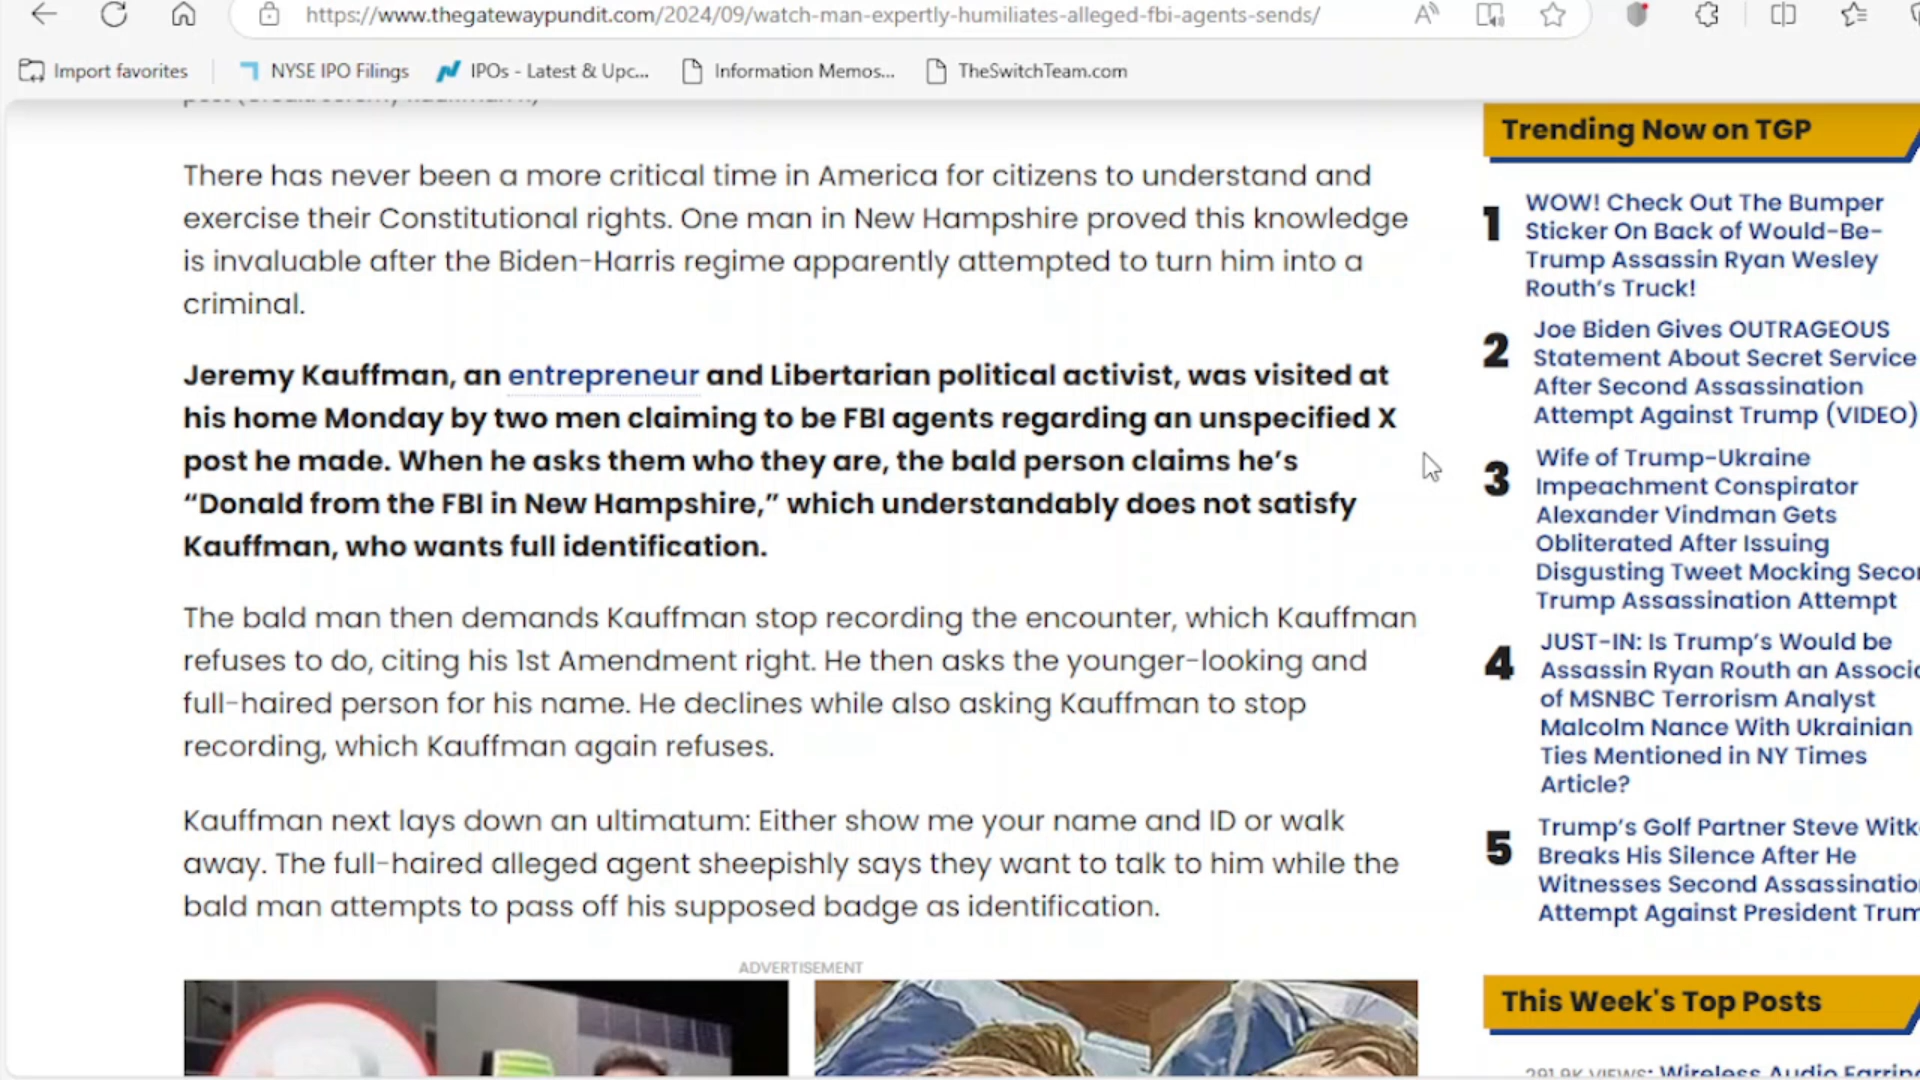 https://www.thegatewaypundit.com/2024/09/watch-man-expertly-humiliates-alleged-fbi-agents-sends/
Import favorites
NYSE IPO Filings
IPOs - Latest & Upc...
Information Memos...
TheSwitchTeam.com
There has never been a more critical time in America for citizens to understand and
exercise their Constitutional rights. One man in New Hampshire proved this knowledge
is invaluable after the Biden-Harris regime apparently attempted to turn him into a
criminal.
Jeremy Kauffman, an entrepreneur and Libertarian political activist, was visited at
his home Monday by two men claiming to be FBI agents regarding an unspecified X
post he made. When he asks them who they are, the bald person claims he's
“Donald from the FBI in New Hampshire,” which understandably does not satisfy
Kauffman, who wants full identification.
The bald man then demands Kauffman stop recording the encounter, which Kauffman
refuses to do, citing his 1st Amendment right. He then asks the younger-looking and
full-haired person for his name. He declines while also asking Kauffman to stop
recording, which Kauffman again refuses.
Kauffman next lays down an ultimatum: Either show me your name and ID or walk
away. The full-haired alleged agent sheepishly says they want to talk to him while the
bald man attempts to pass off his supposed badge as identification.
ADVERTISEMENT
Trending Now on TGP
1 WOW! Check Out The Bumper
Sticker On Back of Would-Be-
Trump Assassin Ryan Wesley
Routh's Truck!
2 Joe Biden Gives OUTRAGEOUS
Statement About Secret Service
After Second Assassination
Attempt Against Trump (VIDEO)
3 Wife of Trump-Ukraine
Impeachment Conspirator
Alexander Vindman Gets
Obliterated After Issuing
Disgusting Tweet Mocking Secon
Trump Assassination Attempt
4 JUST-IN: Is Trump's Would be
Assassin Ryan Routh an Associa
of MSNBC Terrorism Analyst
Malcolm Nance With Ukrainian
Ties Mentioned in NY Times
Article?
5 Trump's Golf Partner Steve Witk
Breaks His Silence After He
Witnesses Second Assassinatio
Attempt Against President Trum
This Week's Top Posts
291.9K VIEWS: Wireless Audio Earrin